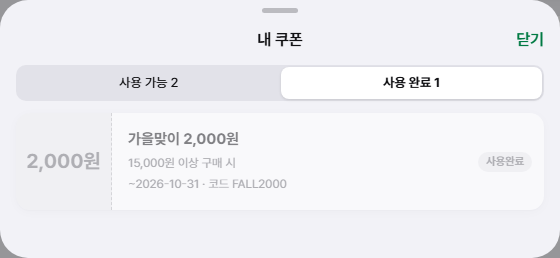 내 쿠폰
닫기
사용 가능 2
사용 완료 1
2,000원
가을맞이 2,000원
15,000원 이상 구매 시
~2026-10-31 · 코드 FALL2000
사용완료